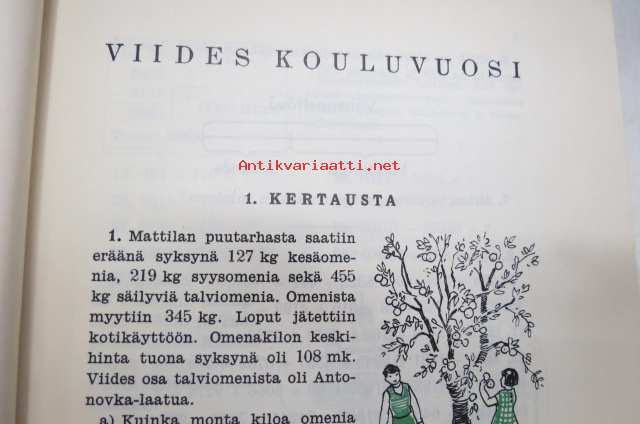 VIIDES KOULUVUOSI
Antikvariaatti.net
1. KERTAUSTA
1. Mattilan puutarhasta saatiin
eräänä syksynä 127 kg kesäome-
nia, 219 kg syysomenia sekä 455
kg säilyviä talviomenia. Omenista
myytiin 345 kg. Loput jätettiin
kotikäyttöön. Omenakilon keski-
hinta tuona syksynä oli 108 mk.
Viides osa talviomenista oli Anto-
novka-laatua.
a) Kuinka monta kiloa omenia